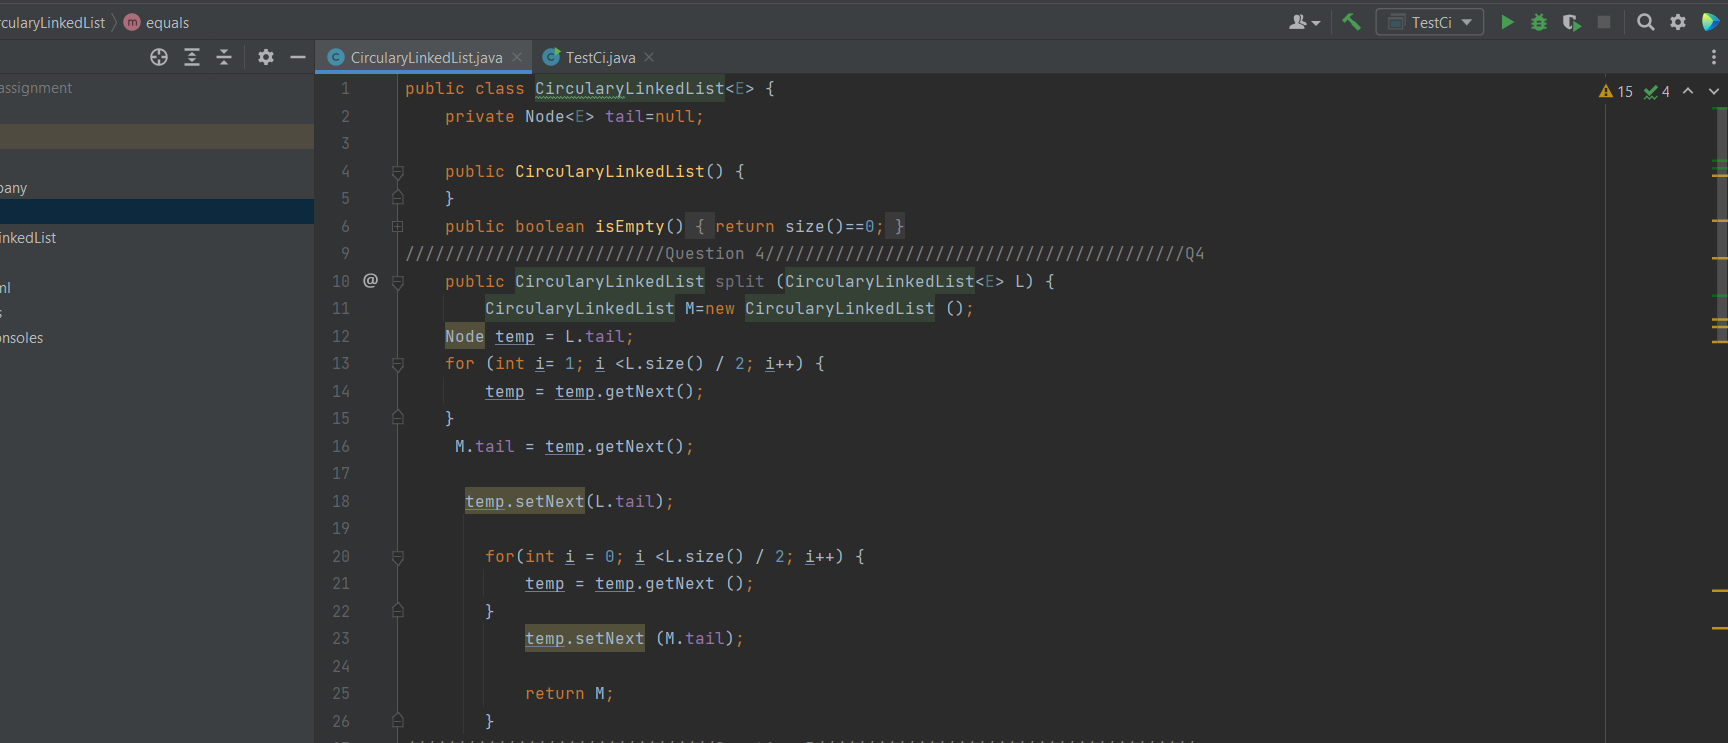 rcularyLinkedList m equals TestCi
CircularyLinkedList.java TestCi.java
assignment
pany
inkedList
ml
s
onsoles
15 4
1 public class CircularyLinkedList<E> {
2 private Node<E> tail=null;
3
4 public CircularyLinkedList() {
5 }
6 public boolean isEmpty() { return size()==0; }
9 //////////////////////////Question 4//////////////////////////////////////////Q4
10 @ public CircularyLinkedList split (CircularyLinkedList<E> L) {
11 CircularyLinkedList M=new CircularyLinkedList ();
12 Node temp = L.tail;
13 for (int i= 1; i <L.size() / 2; i++) {
14 temp = temp.getNext();
15 }
16 M.tail = temp.getNext();
17
18 temp.setNext(L.tail);
19
20 for(int i = 0; i <L.size() / 2; i++) {
21 temp = temp.getNext ();
22 }
23 temp.setNext (M.tail);
24
25 return M;
26 }